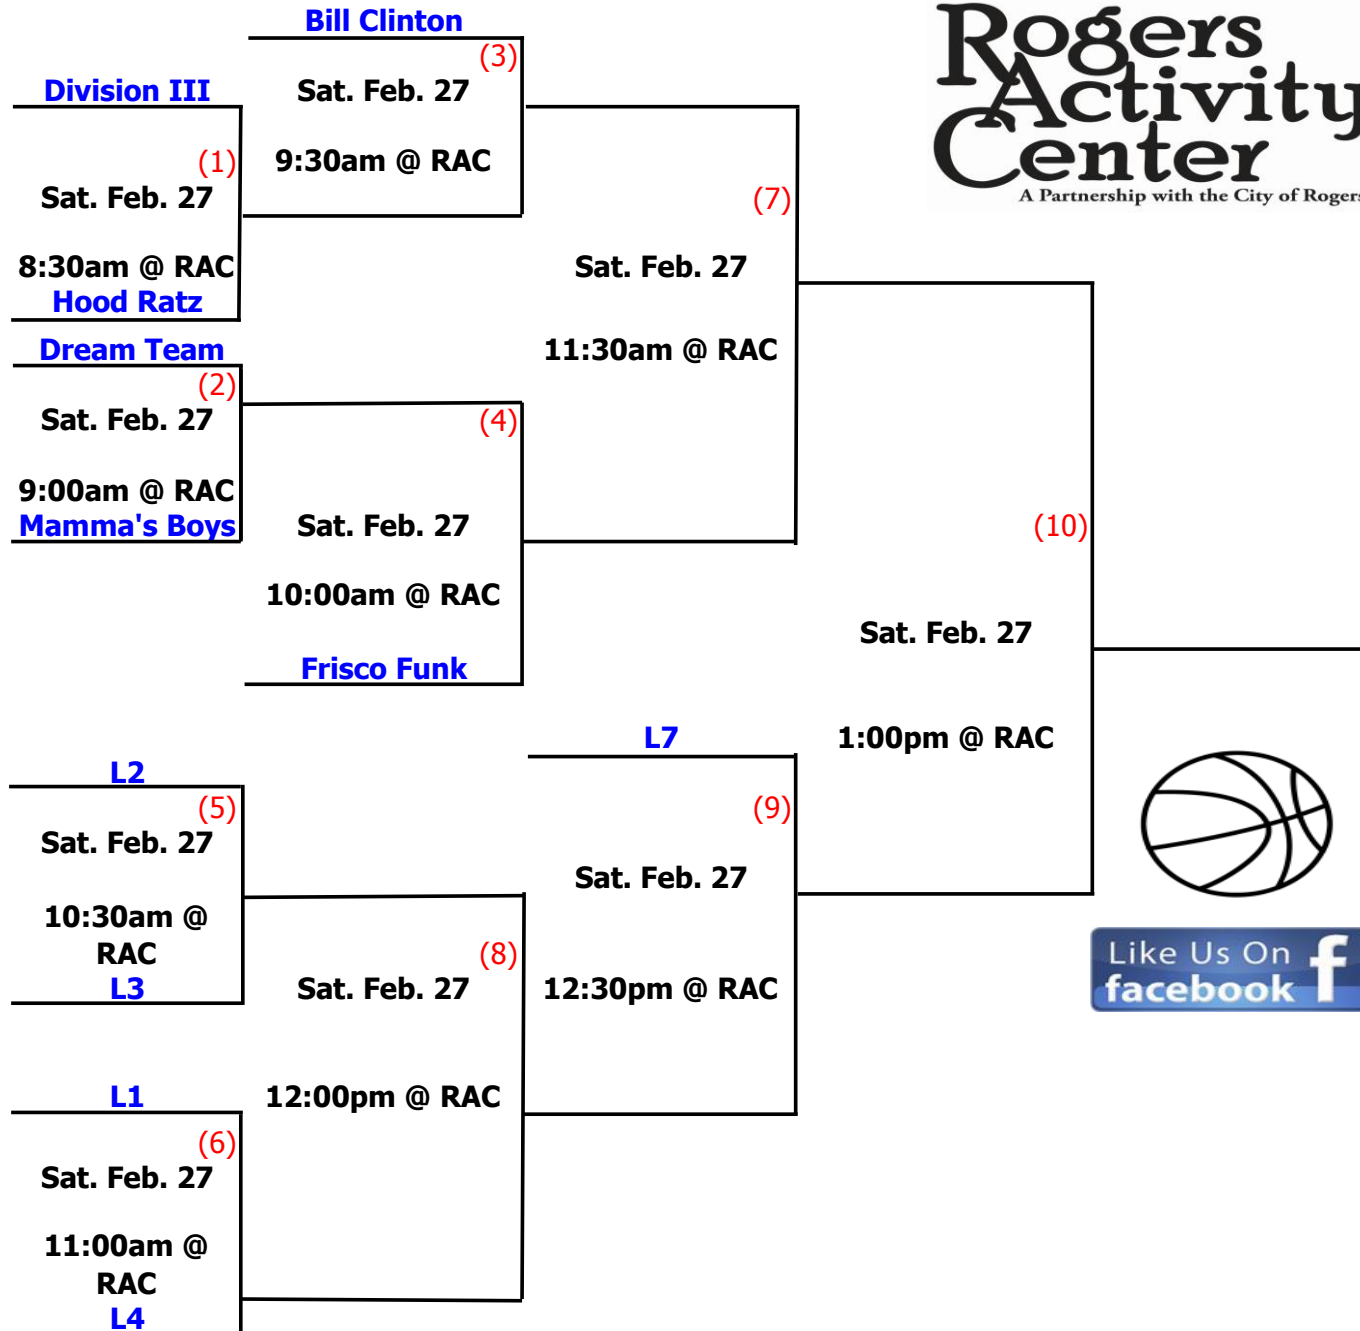 Bill Clinton
(3)
Sat. Feb. 27
9:30am @ RAC
Division III
(1)
Sat. Feb. 27
8:30am @ RAC
Hood Ratz
Dream Team
(2)
Sat. Feb. 27
9:00am @ RAC
Mamma's Boys
(4)
Sat. Feb. 27
10:00am @ RAC
Frisco Funk
(7)
Sat. Feb. 27
11:30am @ RAC
Rogers
Activity
Center
A Partnership with the City of Rogers
(10)
Sat. Feb. 27
1:00pm @ RAC
L2
(5)
Sat. Feb. 27
10:30am @
RAC
L3
L1
(6)
Sat. Feb. 27
11:00am @
RAC
L4
(8)
Sat. Feb. 27
12:00pm @ RAC
L7
(9)
Sat. Feb. 27
12:30pm @ RAC
Like Us On
facebook f